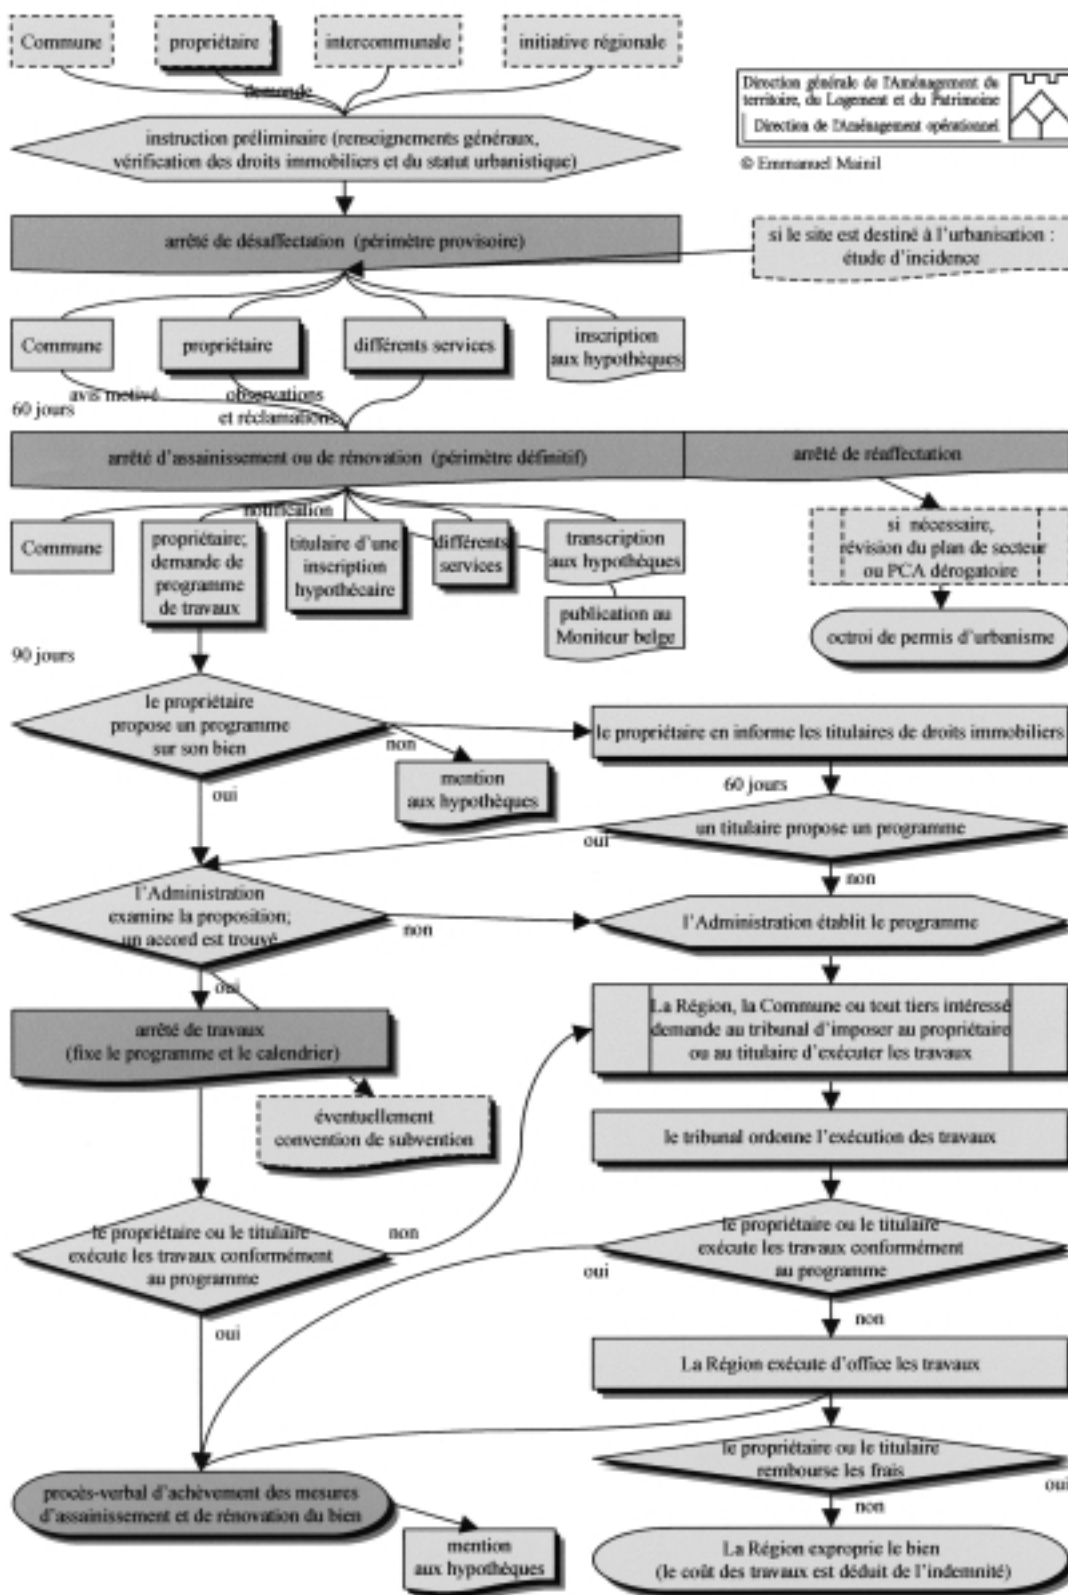 Commune
propriétaire
intercommunale
initiative régionale
demande
Direction générale de l'Aménagement du
territoire, du Logement et du Patrimoine
Direction de l'Aménagement opérationnel
© Emmanuel Mainil
instruction préliminaire (renseignements généraux,
vérification des droits immobiliers et du statut urbanistique)
arrêté de désaffectation (périmètre provisoire)
si le site est destiné à l'urbanisation :
étude d'incidence
Commune
propriétaire
différents services
inscription
aux hypothèques
avis motivé
observations
et réclamations
60 jours
arrêté d'assainissement ou de rénovation (périmètre définitif)
arrêté de réaffectation
notification
Commune
propriétaire;
demande de
programme
de travaux
titulaire d'une
inscription
hypothécaire
différents
services
transcription
aux hypothèques
publication au
Moniteur belge
si nécessaire,
révision du plan de secteur
ou PCA dérogatoire
octroi de permis d'urbanisme
90 jours
le propriétaire
propose un programme
sur son bien
non
mention
aux hypothèques
oui
le propriétaire en informe les titulaires de droits immobiliers
60 jours
un titulaire propose un programme
oui
non
l'Administration
examine la proposition;
un accord est trouvé
non
oui
l'Administration établit le programme
arrêté de travaux
(fixe le programme et le calendrier)
La Région, la Commune ou tout tiers intéressé
demande au tribunal d'imposer au propriétaire
ou au titulaire d'exécuter les travaux
éventuellement
convention de subvention
le tribunal ordonne l'exécution des travaux
le propriétaire ou le titulaire
exécute les travaux conformément
au programme
non
oui
le propriétaire ou le titulaire
exécute les travaux conformément
au programme
oui
non
La Région exécute d'office les travaux
le propriétaire ou le titulaire
rembourse les frais
oui
non
procès-verbal d'achèvement des mesures
d'assainissement et de rénovation du bien
mention
aux hypothèques
La Région exproprie le bien
(le coût des travaux est déduit de l'indemnité)